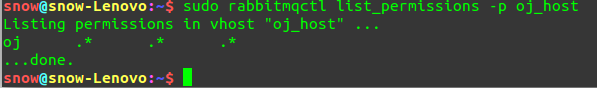 snow@snow-Lenovo:~$ sudo rabbitmqctl list_permissions -p oj_host
Listing permissions in vhost "oj_host" ...
oj      .*      .*      .*
...done.
snow@snow-Lenovo:~$